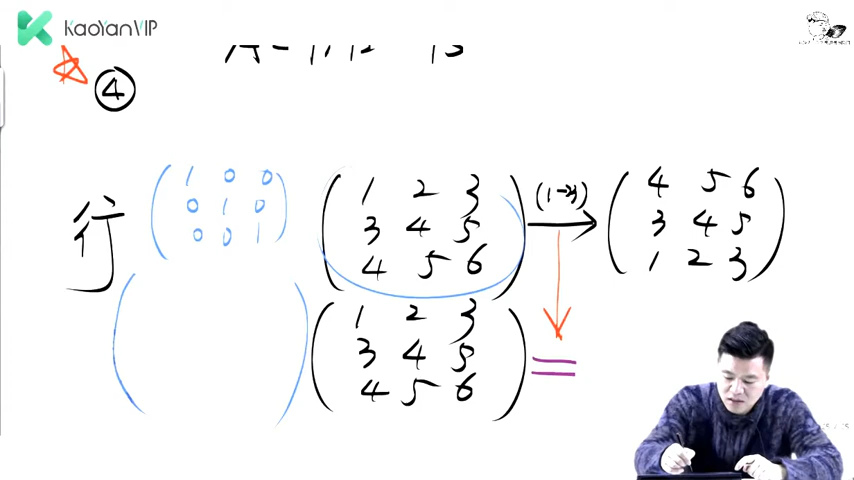 KaoYanVIP
④
行 ( 1 0 0 ( 1 2 3 (1-3) ( 4 5 6
0 1 0 3 4 5 → 3 4 5
0 0 1 ) 4 5 6 ) 1 2 3 )
( ) ( 1 2 3
3 4 5 =
4 5 6 )